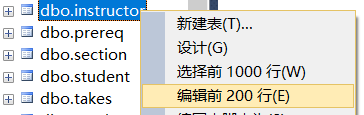 dbo.instructor
dbo.prereq
dbo.section
dbo.student
dbo.takes
新建表(T)...
设计(G)
选择前 1000 行(W)
编辑前 200 行(E)